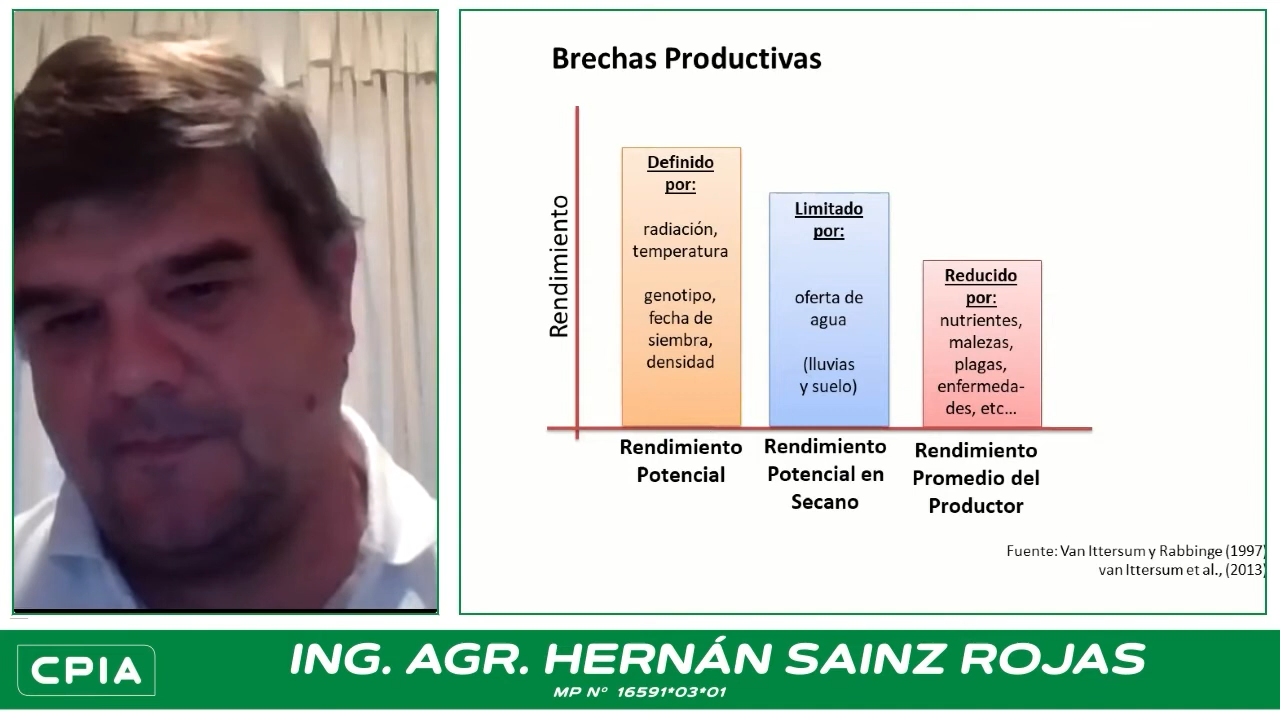 Brechas Productivas
Rendimiento
Definido
por:
radiación,
temperatura
genotipo,
fecha de
siembra,
densidad
Limitado
por:
oferta de
agua
(lluvias
y suelo)
Reducido
por:
nutrientes,
malezas,
plagas,
enfermeda-
des, etc...
Rendimiento
Potencial
Rendimiento
Potencial en
Secano
Rendimiento
Promedio del
Productor
Fuente: Van Ittersum y Rabbinge (1997)
van Ittersum et al., (2013)
CPIA
ING. AGR. HERNÁN SAINZ ROJAS
MP Nº 16591*03*01